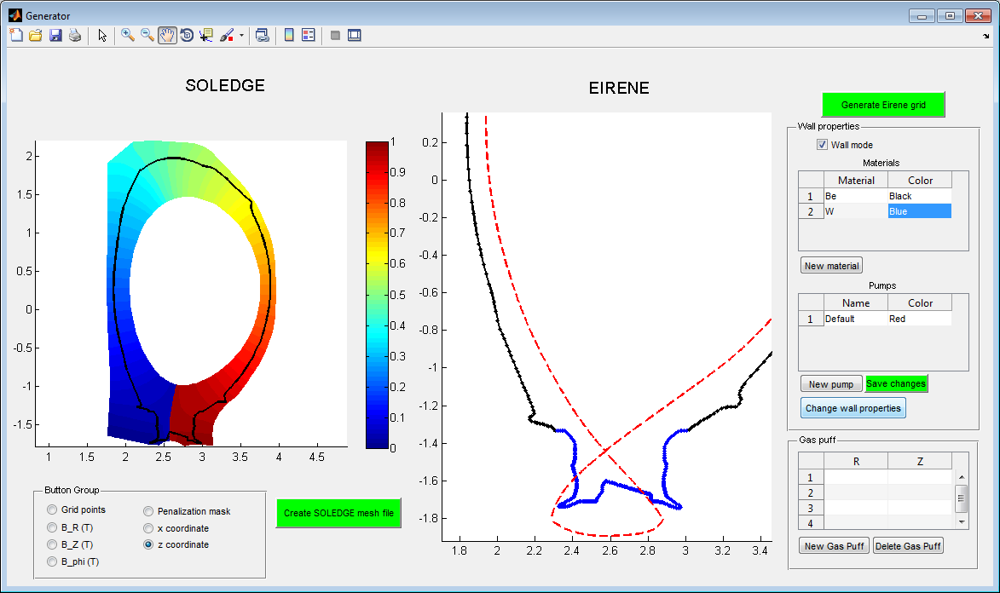 Generator
SOLEDGE
2
1.5
1
0.5
0
-0.5
-1
-1.5
1
1.5
2
2.5
3
3.5
4
4.5
1
0.9
0.8
0.7
0.6
0.5
0.4
0.3
0.2
0.1
0
EIRENE
0.2
0
-0.2
-0.4
-0.6
-0.8
-1
-1.2
-1.4
-1.6
-1.8
1.8
2
2.2
2.4
2.6
2.8
3
3.2
3.4
Button Group
Grid points
B_R (T)
B_Z (T)
B_phi (T)
Penalization mask
x coordinate
z coordinate
Create SOLEDGE mesh file
Generate Eirene grid
Wall properties
Wall mode
Materials
Material Color
1 Be Black
2 W Blue
New material
Pumps
Name Color
1 Default Red
New pump Save changes
Change wall properties
Gas puff
R Z
1
2
3
4
New Gas Puff Delete Gas Puff